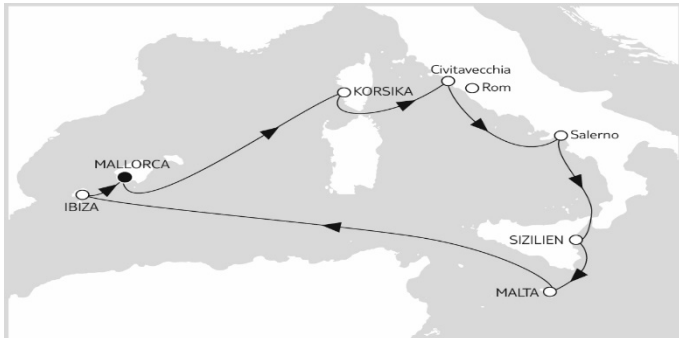 Civitavecchia
Rom
KORSIKA
Salerno
MALLORCA
IBIZA
SIZILIEN
MALTA